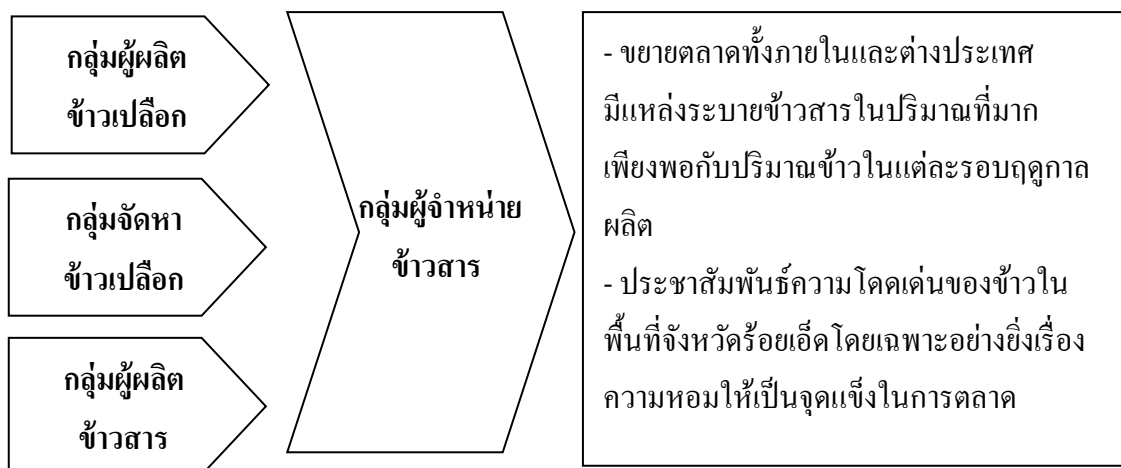 กลุ่มผู้ผลิต
ข้าวเปลือก
กลุ่มจัดหา
ข้าวเปลือก
กลุ่มผู้ผลิต
ข้าวสาร
กลุ่มผู้จำหน่าย
ข้าวสาร
- ขยายตลาดทั้งภายในและต่างประเทศ
มีแหล่งระบายข้าวสารในปริมาณที่มาก
เพียงพอกับปริมาณข้าวในแต่ละรอบฤดูกาล
ผลิต
- ประชาสัมพันธ์ความโดดเด่นของข้าวใน
พื้นที่จังหวัดร้อยเอ็ดโดยเฉพาะอย่างยิ่งเรื่อง
ความหอมให้เป็นจุดแข็งในการตลาด